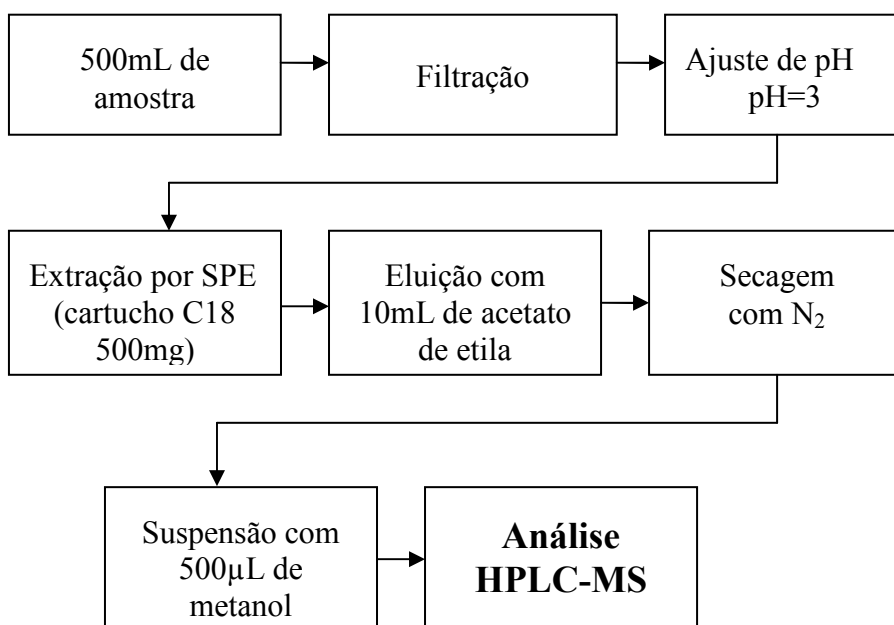 500mL de
amostra
Filtração
Ajuste de pH
pH=3
Extração por SPE
(cartucho C18
500mg)
Eluição com
10mL de acetato
de etila
Secagem
com N₂
Suspensão com
500µL de
metanol
Análise
HPLC-MS